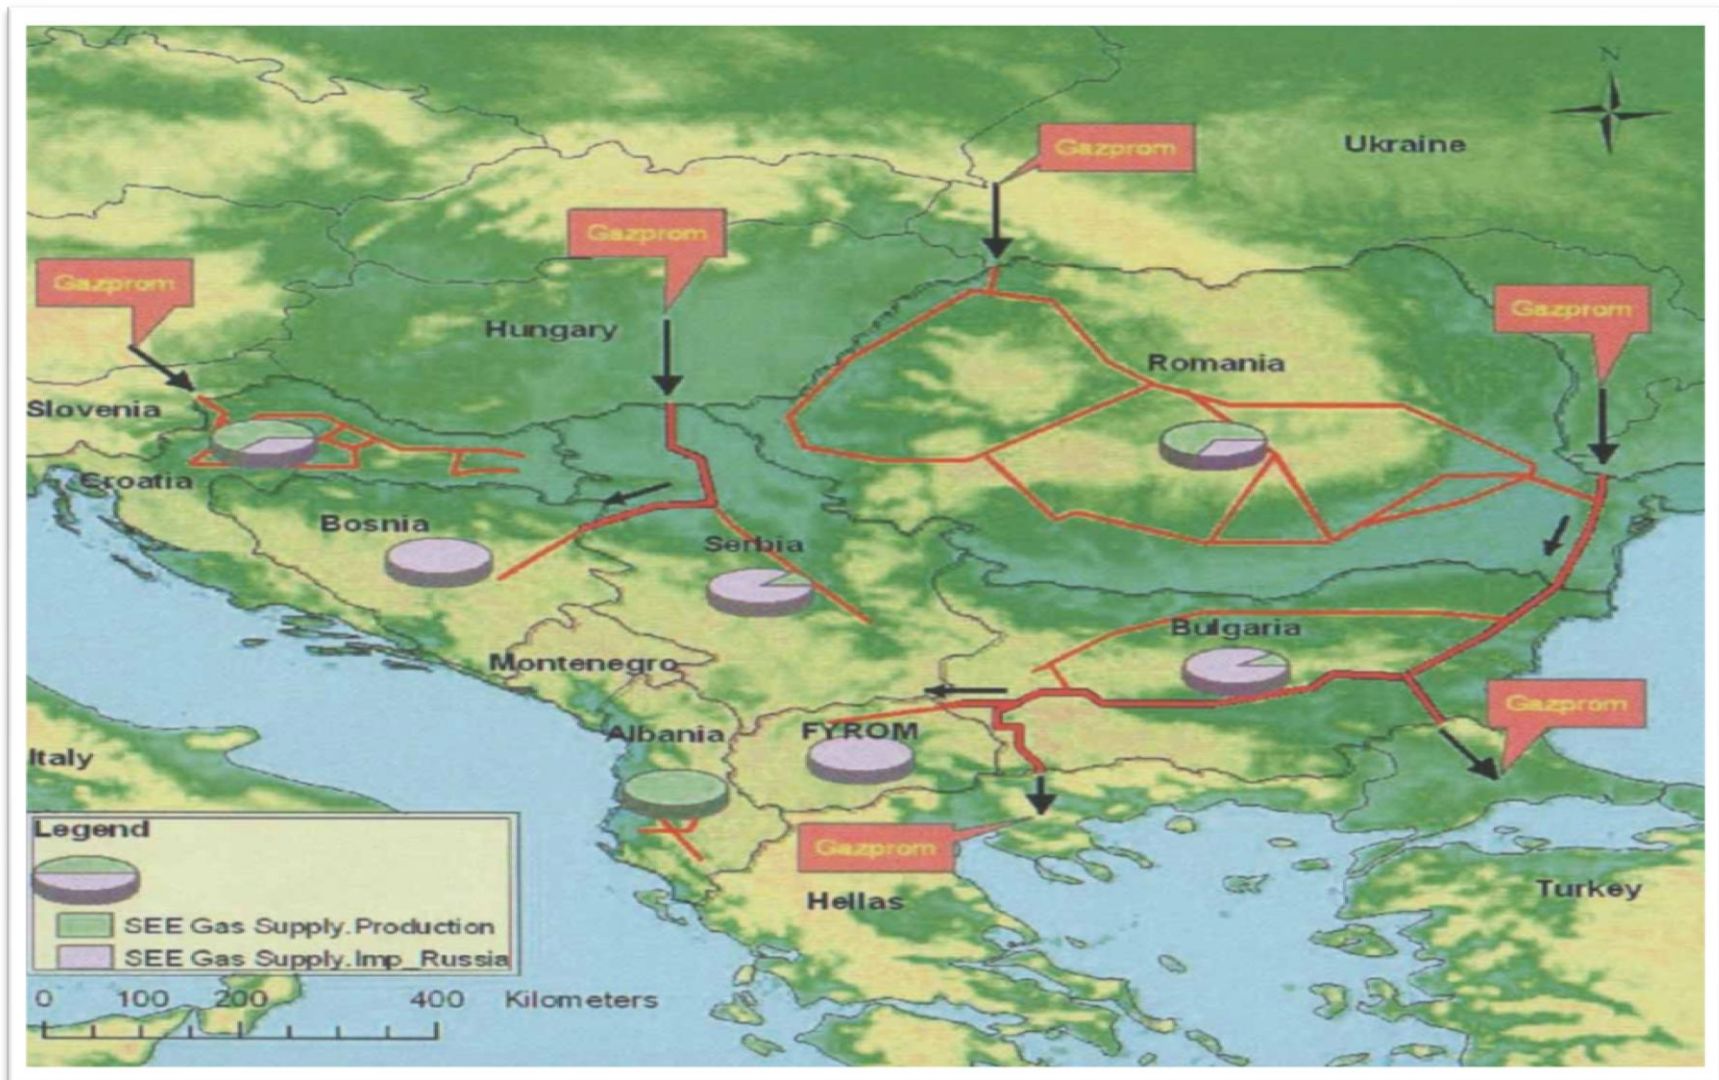 N
Gazprom
Ukraine
Gazprom
Gazprom
Gazprom
Hungary
Romania
Slovenia
Croatia
Bosnia
Serbia
Bulgaria
Montenegro
Gazprom
Albania
FYROM
Italy
Legend
Gazprom
Turkey
Hellas
SEE Gas Supply.Production
SEE Gas Supply.Imp_Russia
0 100 200 400 Kilometers